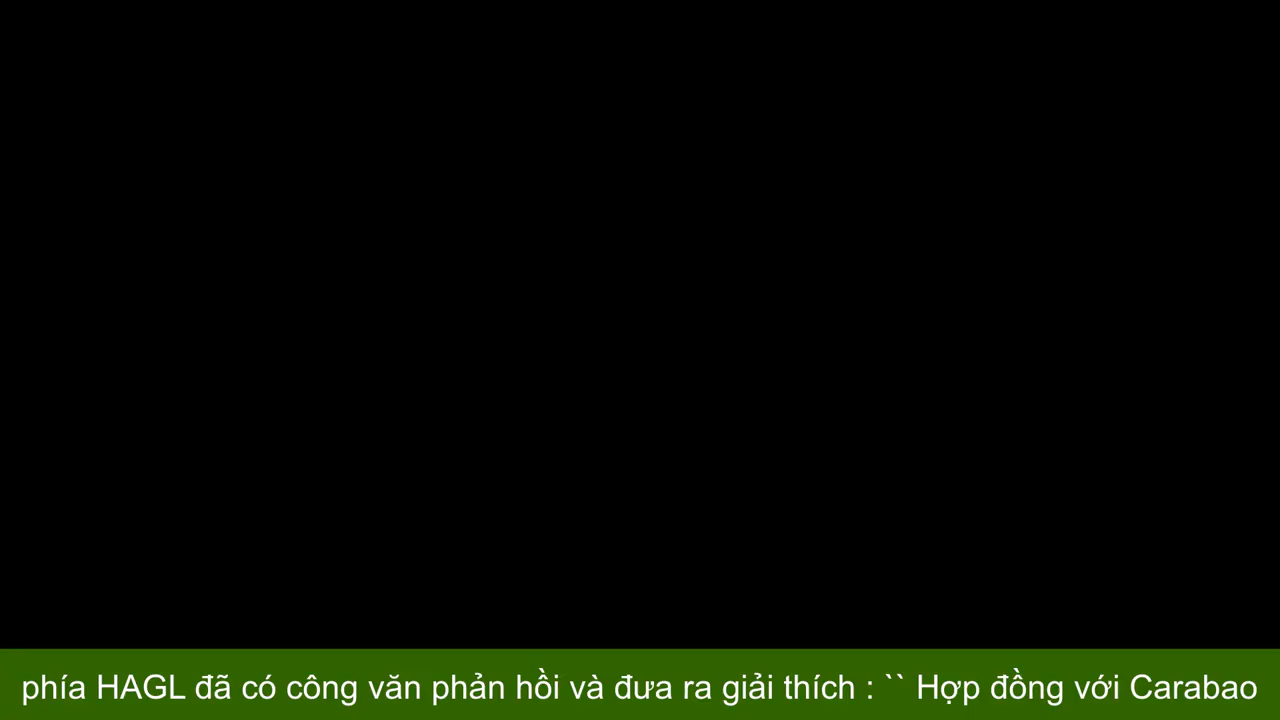 phía HAGL đã có công văn phản hồi và đưa ra giải thích : `` Hợp đồng với Carabao